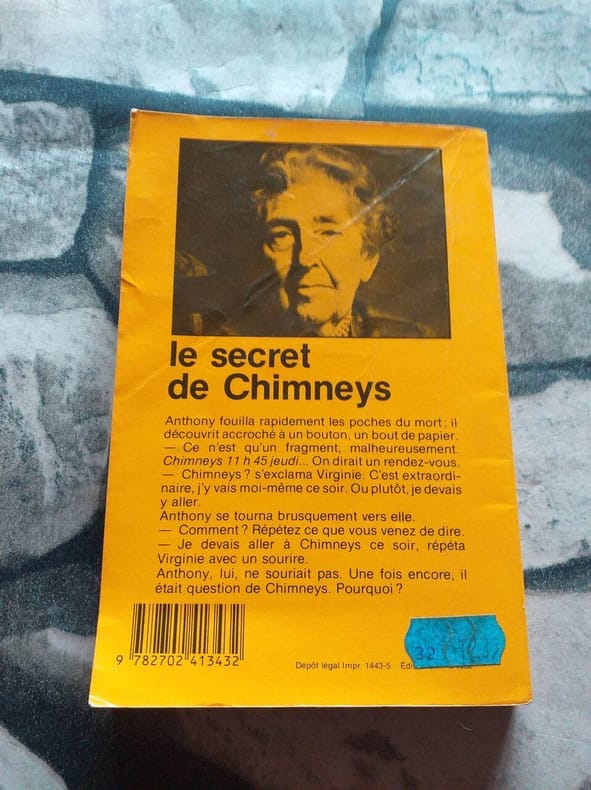 le secret
de Chimneys
Anthony fouilla rapidement les poches du mort ; il
découvrit accroché à un bouton, un bout de papier.
— Ce n'est qu'un fragment, malheureusement.
Chimneys 11 h 45 jeudi... On dirait un rendez-vous.
— Chimneys ? s'exclama Virginie. C'est extraordi-
naire, j'y vais moi-même ce soir. Ou plutôt, je devais
y aller.
Anthony se tourna brusquement vers elle.
— Comment ? Répétez ce que vous venez de dire.
— Je devais aller à Chimneys ce soir, répéta
Virginie avec un sourire.
Anthony, lui, ne souriait pas. Une fois encore, il
était question de Chimneys. Pourquoi ?
9 782702 413432
Dépôt légal Impr. 1443-5
32